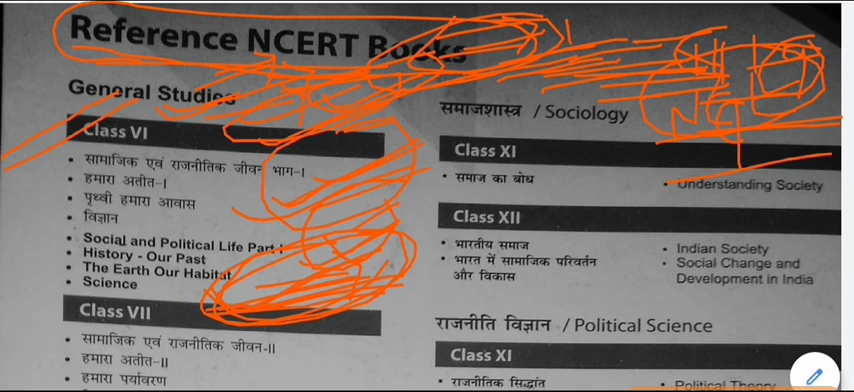 Reference NCERT Books
General Studies
Class VI
• सामाजिक एवं राजनीतिक जीवन भाग-I
• हमारा अतीत-I
• पृथ्वी हमारा आवास
• विज्ञान
• Social and Political Life Part-I
• History - Our Past
• The Earth Our Habitat
• Science
Class VII
• सामाजिक एवं राजनीतिक जीवन-II
• हमारा अतीत-II
• हमारा पर्यावरण
समाजशास्त्र / Sociology
Class XI
• समाज का बोध
• Understanding Society
Class XII
• भारतीय समाज
• भारत में सामाजिक परिवर्तन
और विकास
• Indian Society
• Social Change and
Development in India
राजनीति विज्ञान / Political Science
Class XI
• राजनीतिक सिद्धांत
• Political Theory